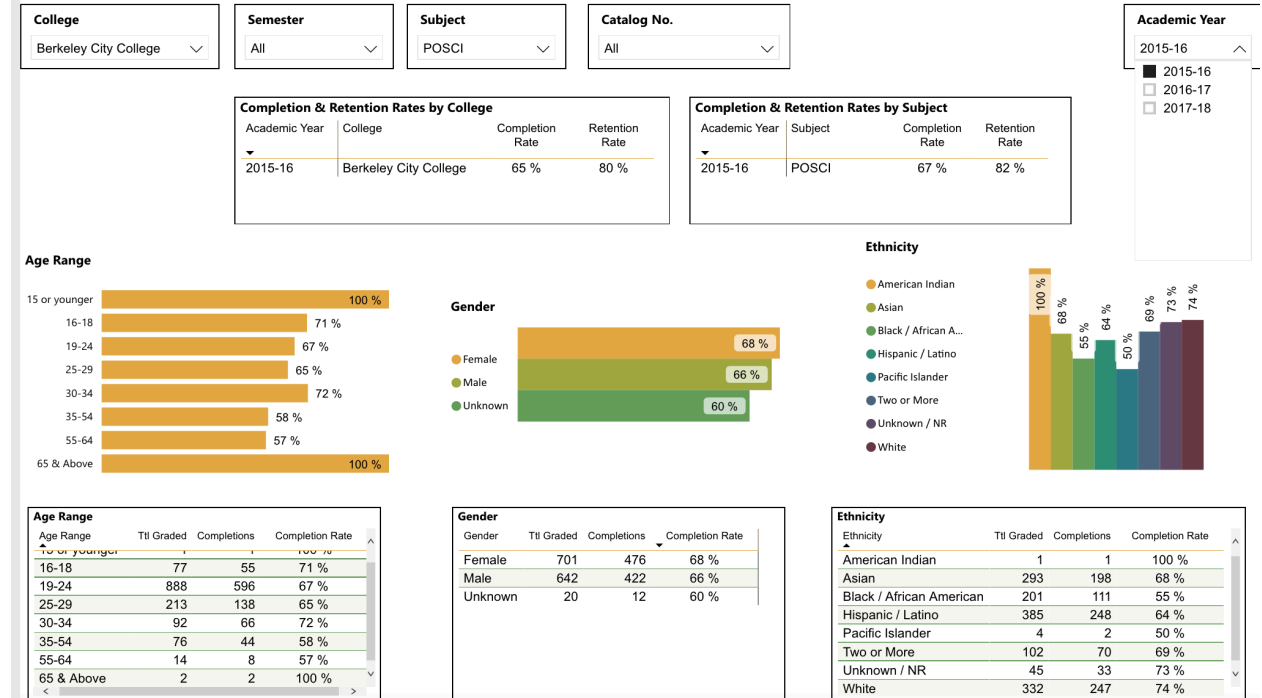 College
Berkeley City College
Semester
All
Subject
POSCI
Catalog No.
All
Academic Year
2015-16
2015-16
2016-17
2017-18
Completion & Retention Rates by College
Academic Year College Completion Rate Retention Rate
2015-16 Berkeley City College 65 % 80 %
Completion & Retention Rates by Subject
Academic Year Subject Completion Rate Retention Rate
2015-16 POSCI 67 % 82 %
Age Range
15 or younger 100 %
16-18 71 %
19-24 67 %
25-29 65 %
30-34 72 %
35-54 58 %
55-64 57 %
65 & Above 100 %
Gender
Female
Male
Unknown
68 %
66 %
60 %
Ethnicity
American Indian
Asian
Black / African A...
Hispanic / Latino
Pacific Islander
Two or More
Unknown / NR
White
100 %
68 %
55 %
64 %
50 %
69 %
73 %
74 %
Age Range
Age Range Ttl Graded Completions Completion Rate
15 or younger 1 1 100 %
16-18 77 55 71 %
19-24 888 596 67 %
25-29 213 138 65 %
30-34 92 66 72 %
35-54 76 44 58 %
55-64 14 8 57 %
65 & Above 2 2 100 %
Gender
Gender Ttl Graded Completions Completion Rate
Female 701 476 68 %
Male 642 422 66 %
Unknown 20 12 60 %
Ethnicity
Ethnicity Ttl Graded Completions Completion Rate
American Indian 1 1 100 %
Asian 293 198 68 %
Black / African American 201 111 55 %
Hispanic / Latino 385 248 64 %
Pacific Islander 4 2 50 %
Two or More 102 70 69 %
Unknown / NR 45 33 73 %
White 332 247 74 %